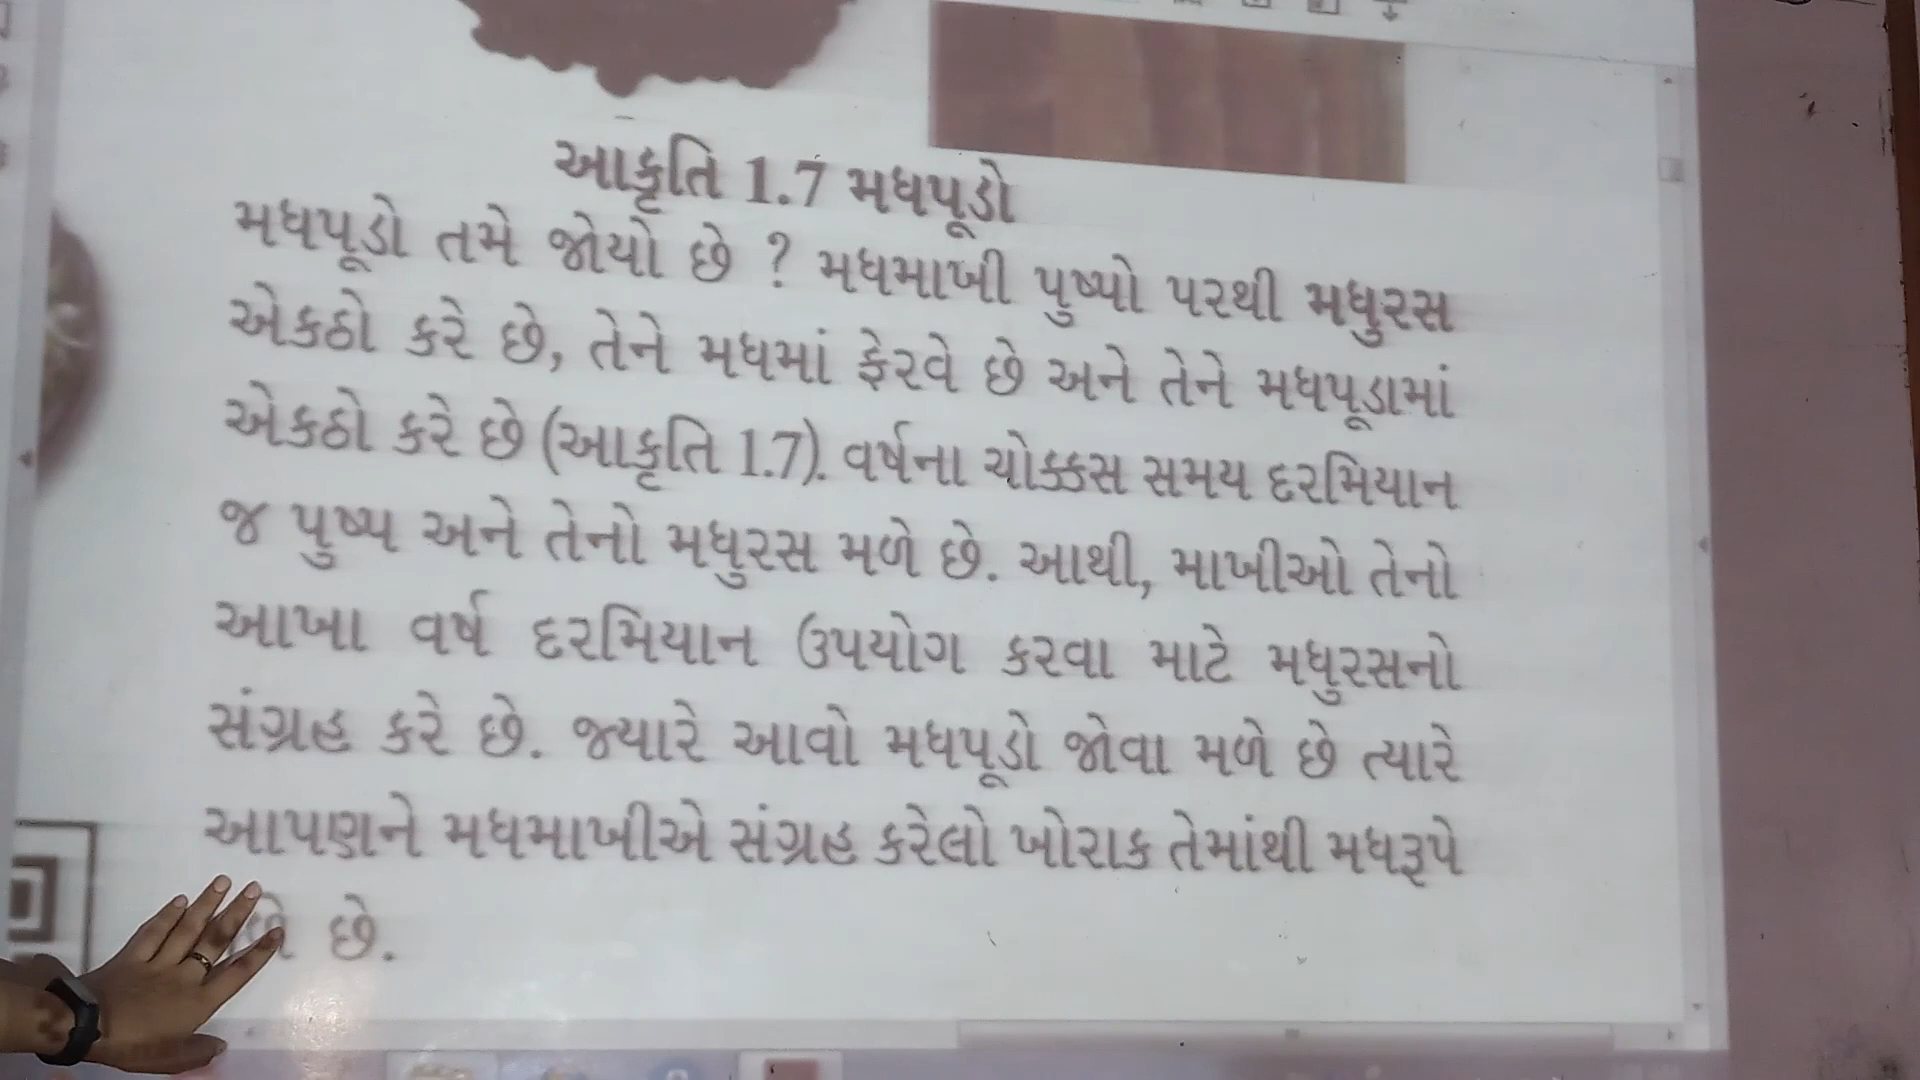 આકૃતિ 1.7 મધપૂડો
મધપૂડો તમે જોયો છે ? મધમાખી પુષ્પો પરથી મધુરસ
એકઠો કરે છે, તેને મધમાં ફેરવે છે અને તેને મધપૂડામાં
એકઠો કરે છે (આકૃતિ 1.7). વર્ષના ચોક્કસ સમય દરમિયાન
જ પુષ્પ અને તેનો મધુરસ મળે છે. આથી, માખીઓ તેનો
આખા વર્ષ દરમિયાન ઉપયોગ કરવા માટે મધુરસનો
સંગ્રહ કરે છે. જ્યારે આવો મધપૂડો જોવા મળે છે ત્યારે
આપણને મધમાખીએ સંગ્રહ કરેલો ખોરાક તેમાંથી મધરૂપે
છે.